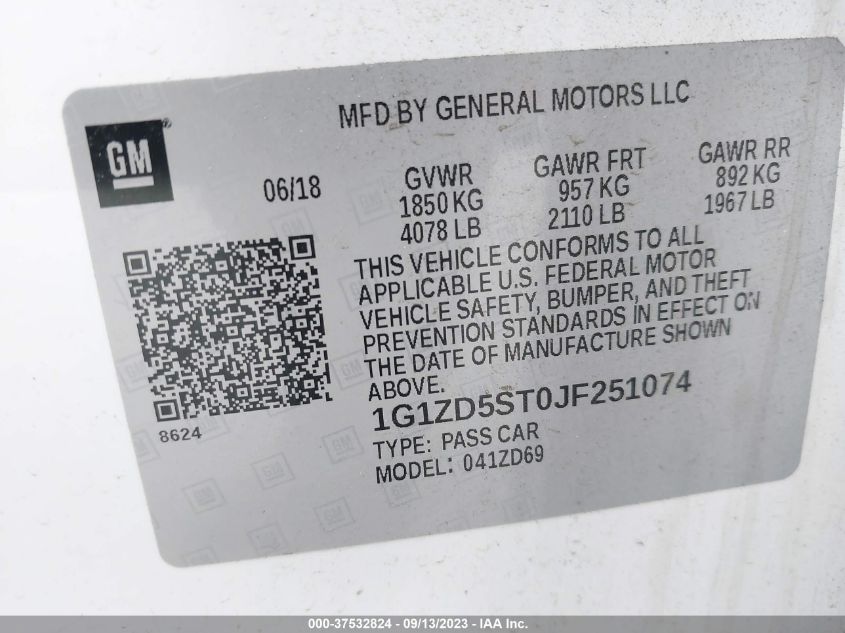 MFD BY GENERAL MOTORS LLC
GM®
06/18
GVWR
1850 KG
4078 LB
GAWR FRT
957 KG
2110 LB
GAWR RR
892 KG
1967 LB
THIS VEHICLE CONFORMS TO ALL
APPLICABLE U.S. FEDERAL MOTOR
VEHICLE SAFETY, BUMPER, AND THEFT
PREVENTION STANDARDS IN EFFECT ON
THE DATE OF MANUFACTURE SHOWN
ABOVE.
8624
1G1ZD5ST0JF251074
TYPE: PASS CAR
MODEL: 041ZD69
000-37532824 - 09/13/2023 - IAA Inc.